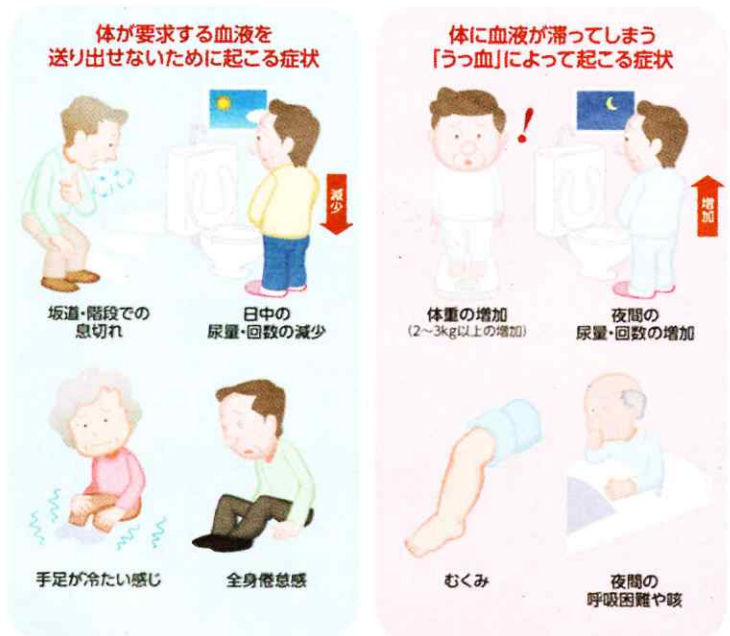 体が要求する血液を
送り出せないために起こる症状
減少
坂道・階段での
息切れ
日中の
尿量・回数の減少
手足が冷たい感じ
全身倦怠感
体に血液が滞ってしまう
「うっ血」によって起こる症状
!
増加
体重の増加
(2〜3kg以上の増加)
夜間の
尿量・回数の増加
むくみ
夜間の
呼吸困難や咳